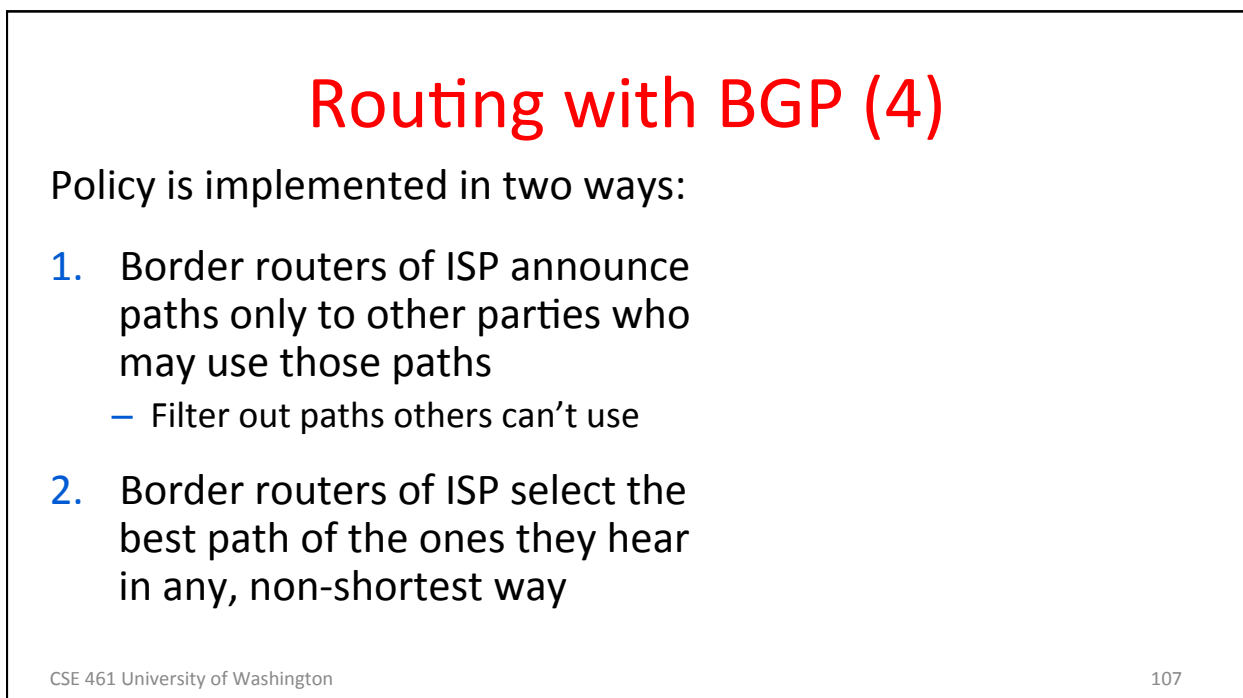 Routing with BGP (4)
Policy is implemented in two ways:
1. Border routers of ISP announce
paths only to other parties who
may use those paths
– Filter out paths others can’t use
2. Border routers of ISP select the
best path of the ones they hear
in any, non-shortest way
CSE 461 University of Washington
107